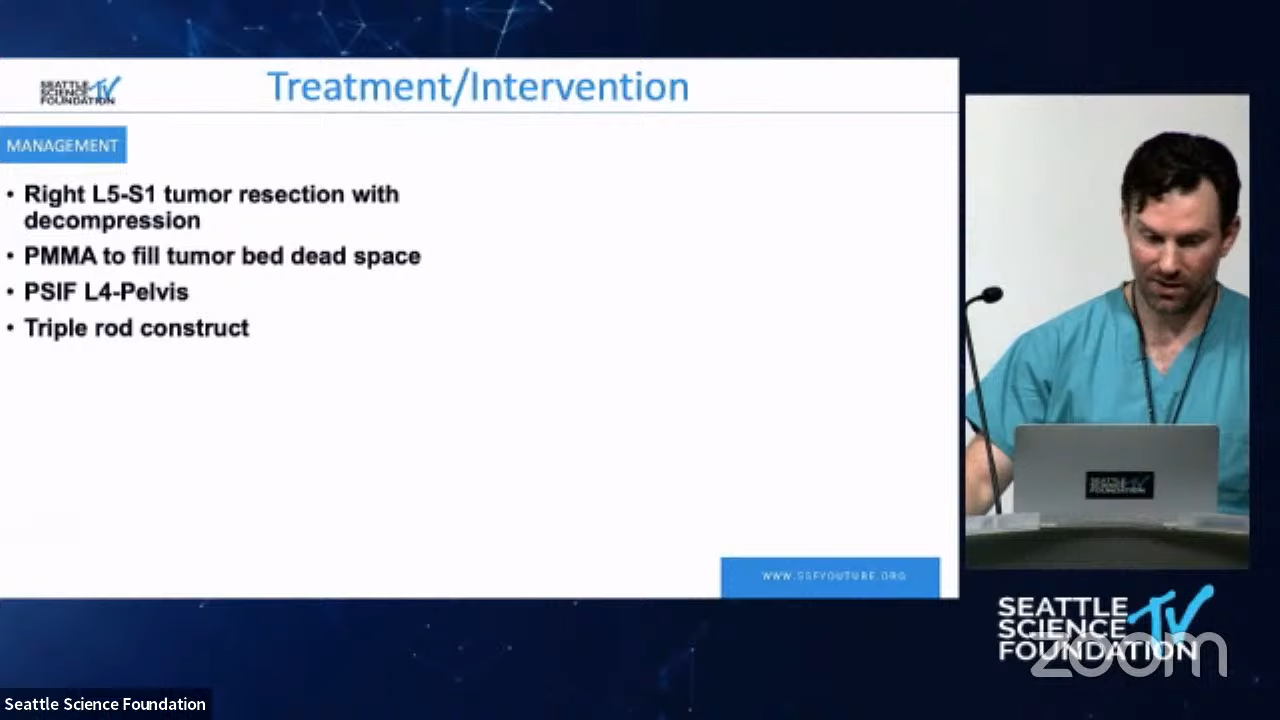 SEATTLE
SCIENCE TV
FOUNDATION
Treatment/Intervention
MANAGEMENT
• Right L5-S1 tumor resection with
decompression
• PMMA to fill tumor bed dead space
• PSIF L4-Pelvis
• Triple rod construct
WWW.SSFYOUTUBE.ORG
SEATTLE
SCIENCE TV
FOUNDATION
SEATTLE
SCIENCE TV
FOUNDATION
zoom
Seattle Science Foundation